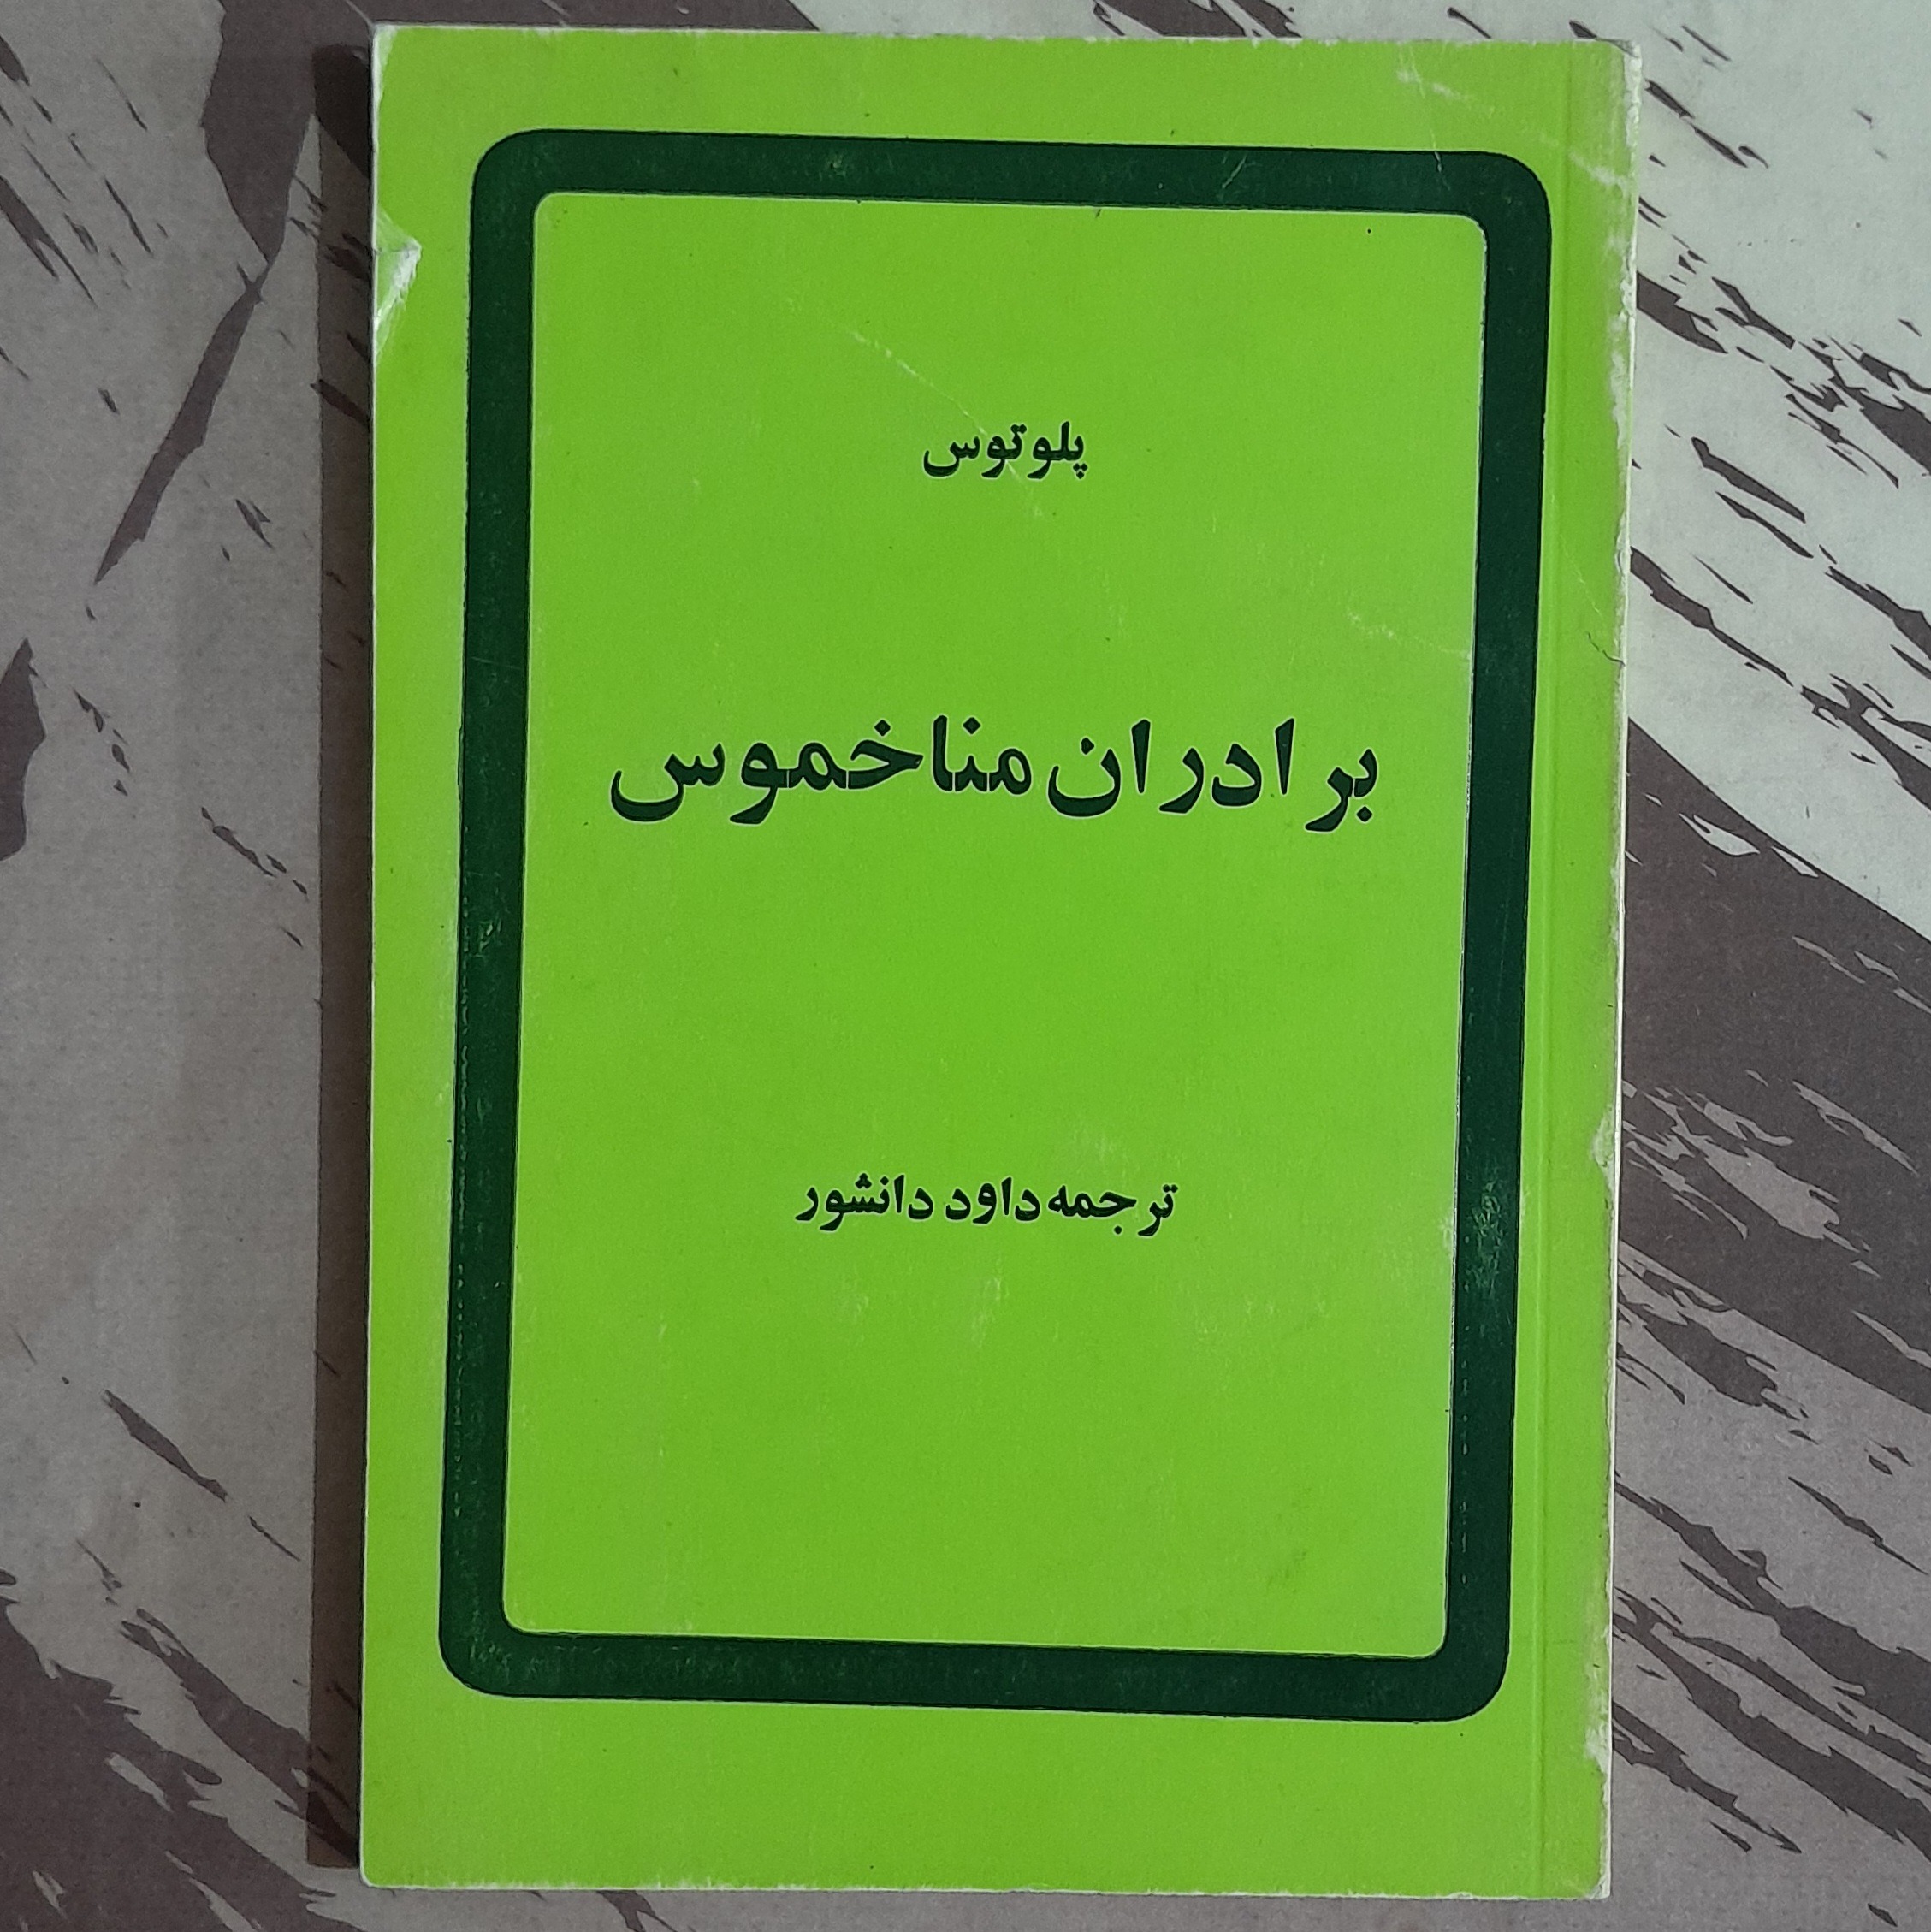 پلوتوس
برادران مناخموس
ترجمه داود دانشور